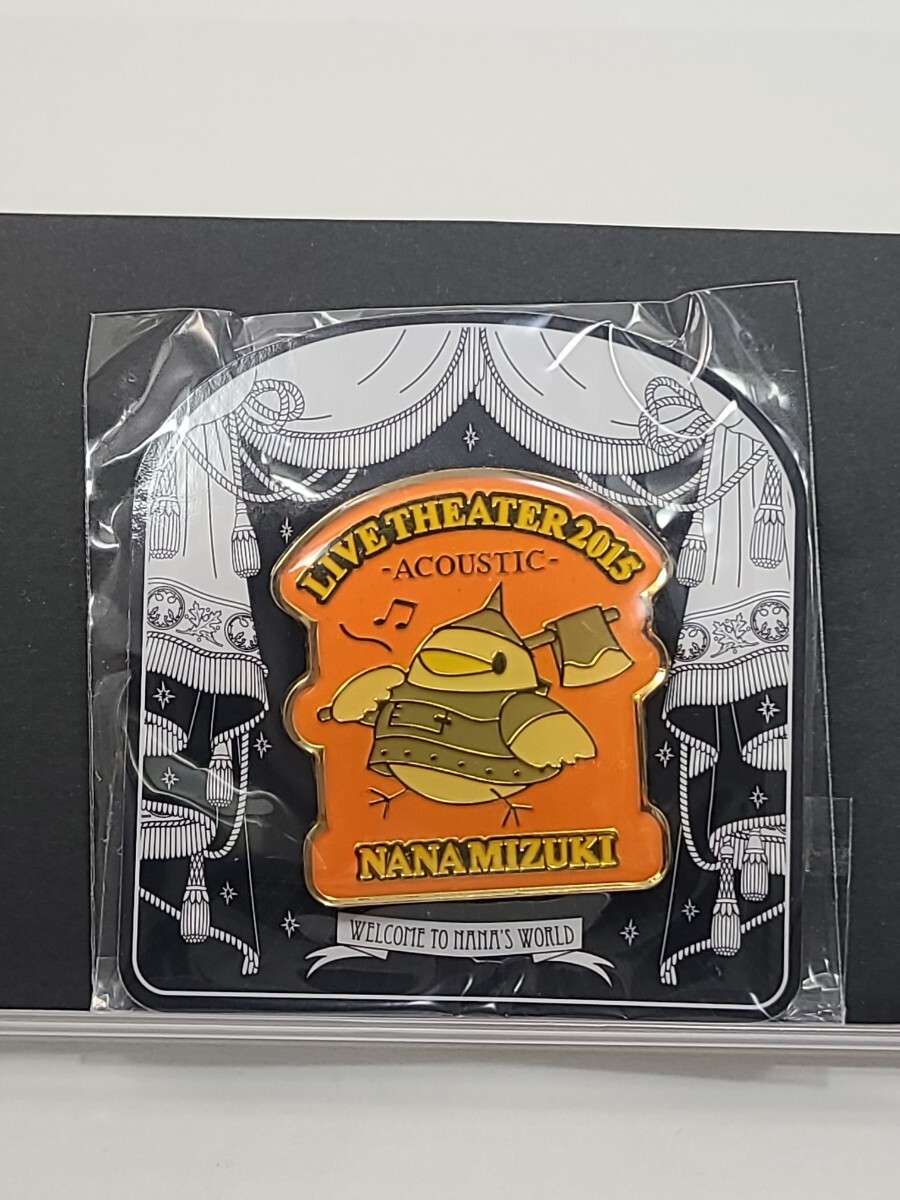 LIVE THEATER 2015
-ACOUSTIC-
NANA MIZUKI
WELCOME TO NANA'S WORLD